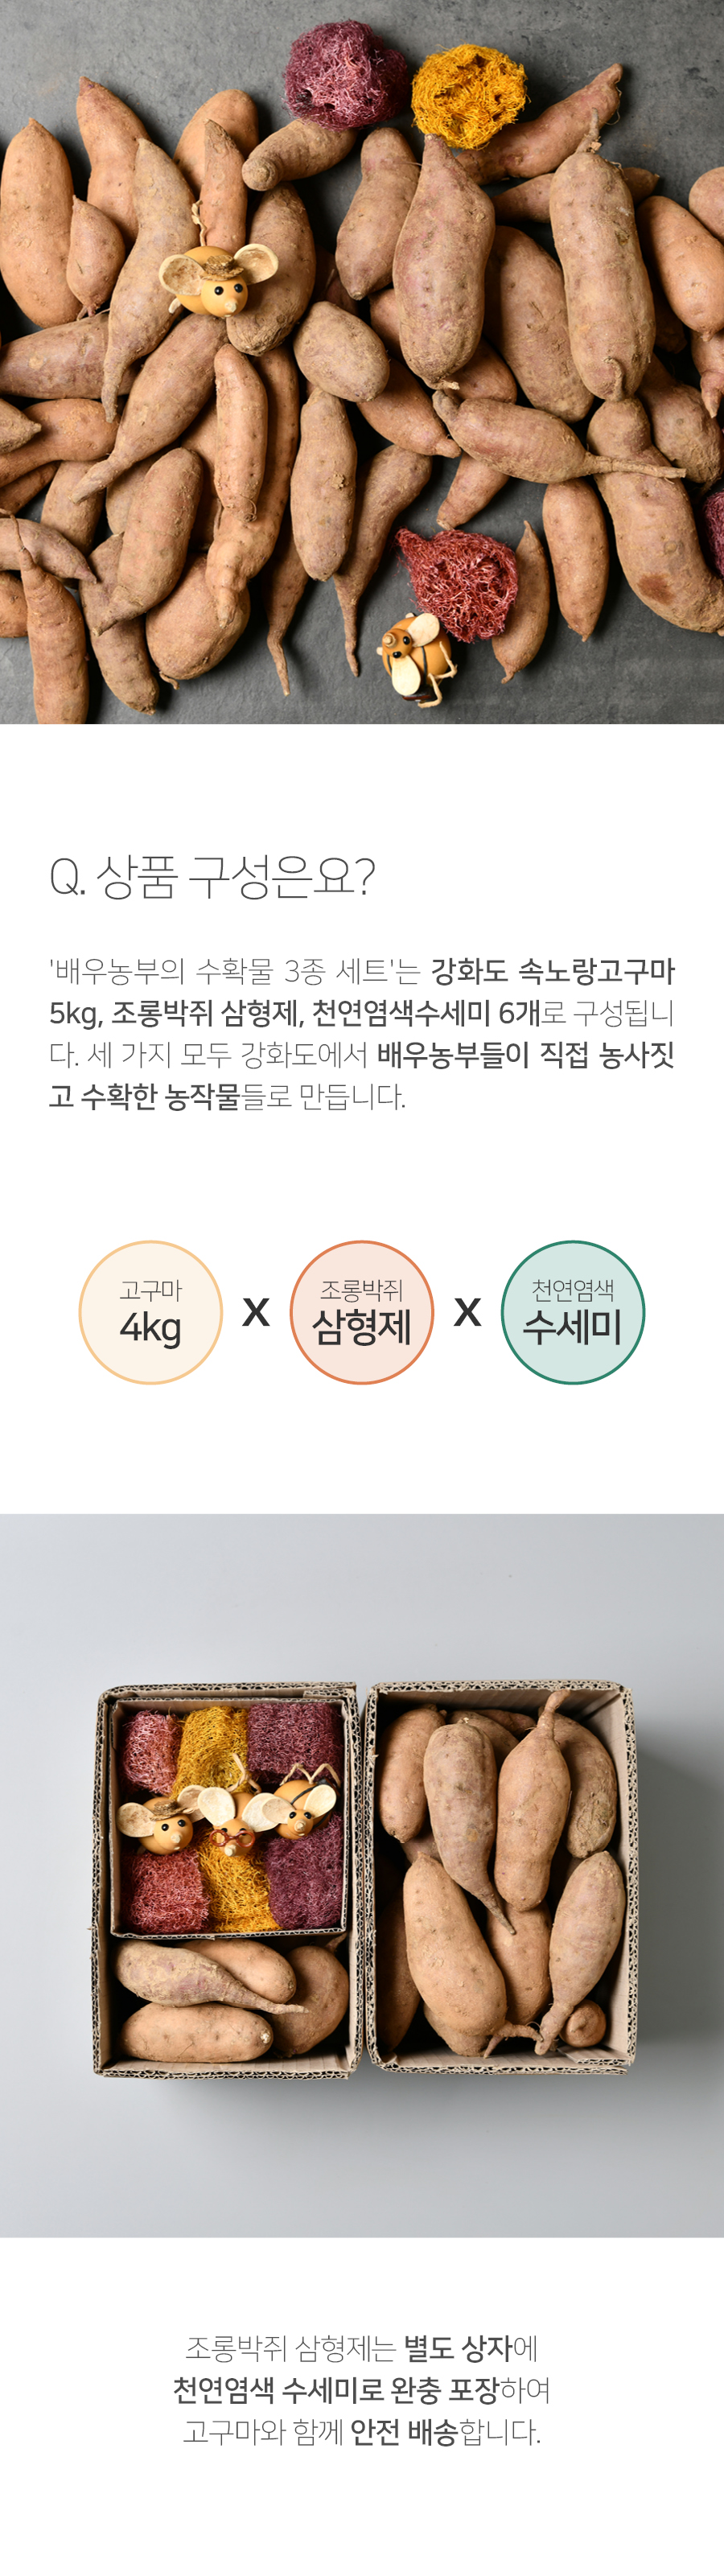 Q. 상품 구성은요?
'배우농부의 수확물 3종 세트'는 강화도 속노랑고구마
5kg, 조롱박쥐 삼형제, 천연염색수세미 6개로 구성됩니
다. 세 가지 모두 강화도에서 배우농부들이 직접 농사짓
고 수확한 농작물들로 만듭니다.
고구마
4kg
X
조롱박쥐
삼형제
X
천연염색
수세미
조롱박쥐 삼형제는 별도 상자에
천연염색 수세미로 완충 포장하여
고구마와 함께 안전 배송합니다.